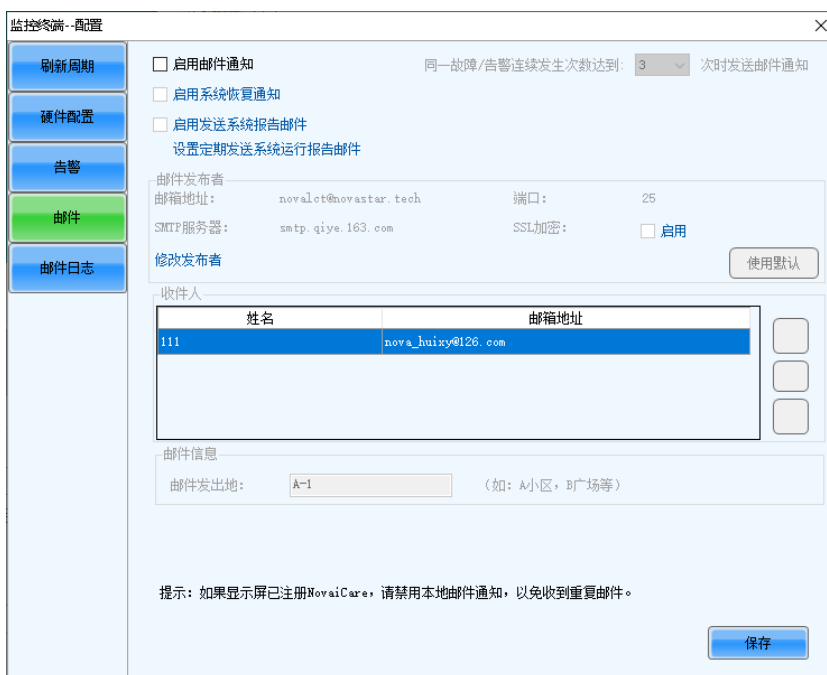 监控终端--配置
刷新周期
硬件配置
告警
邮件
邮件日志
启用邮件通知
同一故障/告警连续发生次数达到: 3 次时发送邮件通知
启用系统恢复通知
启用发送系统报告邮件
设置定期发送系统运行报告邮件
邮件发布者
邮箱地址: novalct@novastar.tech 端口: 25
SMTP服务器: smtp.qiye.163.com SSL加密: 启用
修改发布者 使用默认
收件人
姓名 邮箱地址
111 nova_huixy@126.com
邮件信息
邮件发出地: A-1 (如: A小区, B广场等)
提示: 如果显示屏已注册NovaiCare, 请禁用本地邮件通知, 以免收到重复邮件。
保存